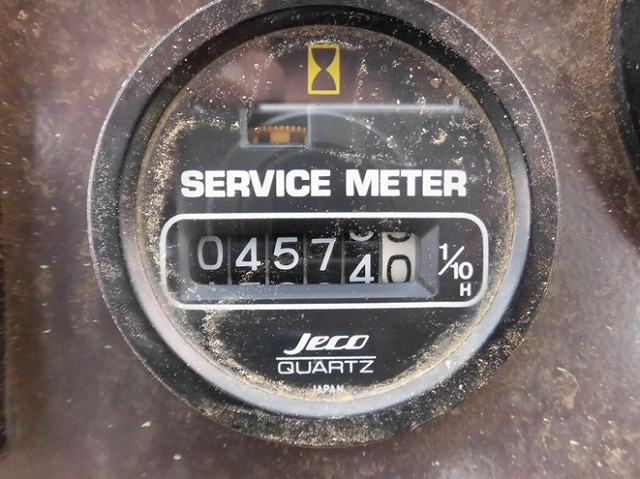 SERVICE METER
045740 1/10 H
Jeco
QUARTZ
JAPAN